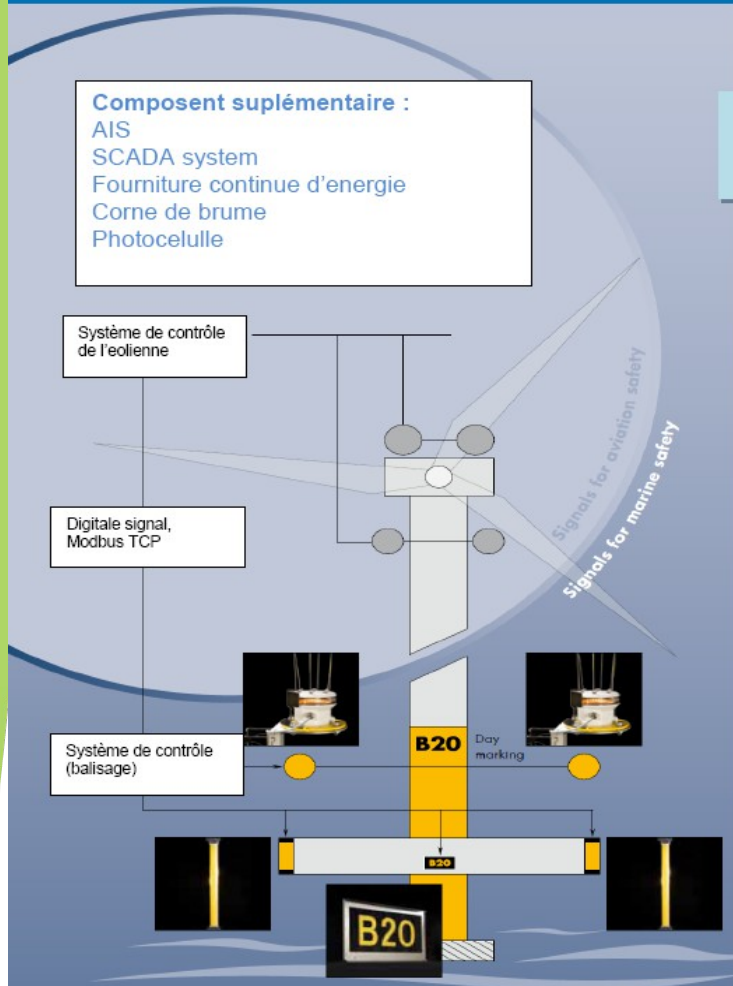 Composent suplémentaire :
AIS
SCADA system
Fourniture continue d'energie
Corne de brume
Photocelulle
Système de contrôle
de l'eolienne
Signals for aviation safety
Signals for marine safety
Digitale signal,
Modbus TCP
Système de contrôle
(balisage)
B20
Day
marking
B20
B20